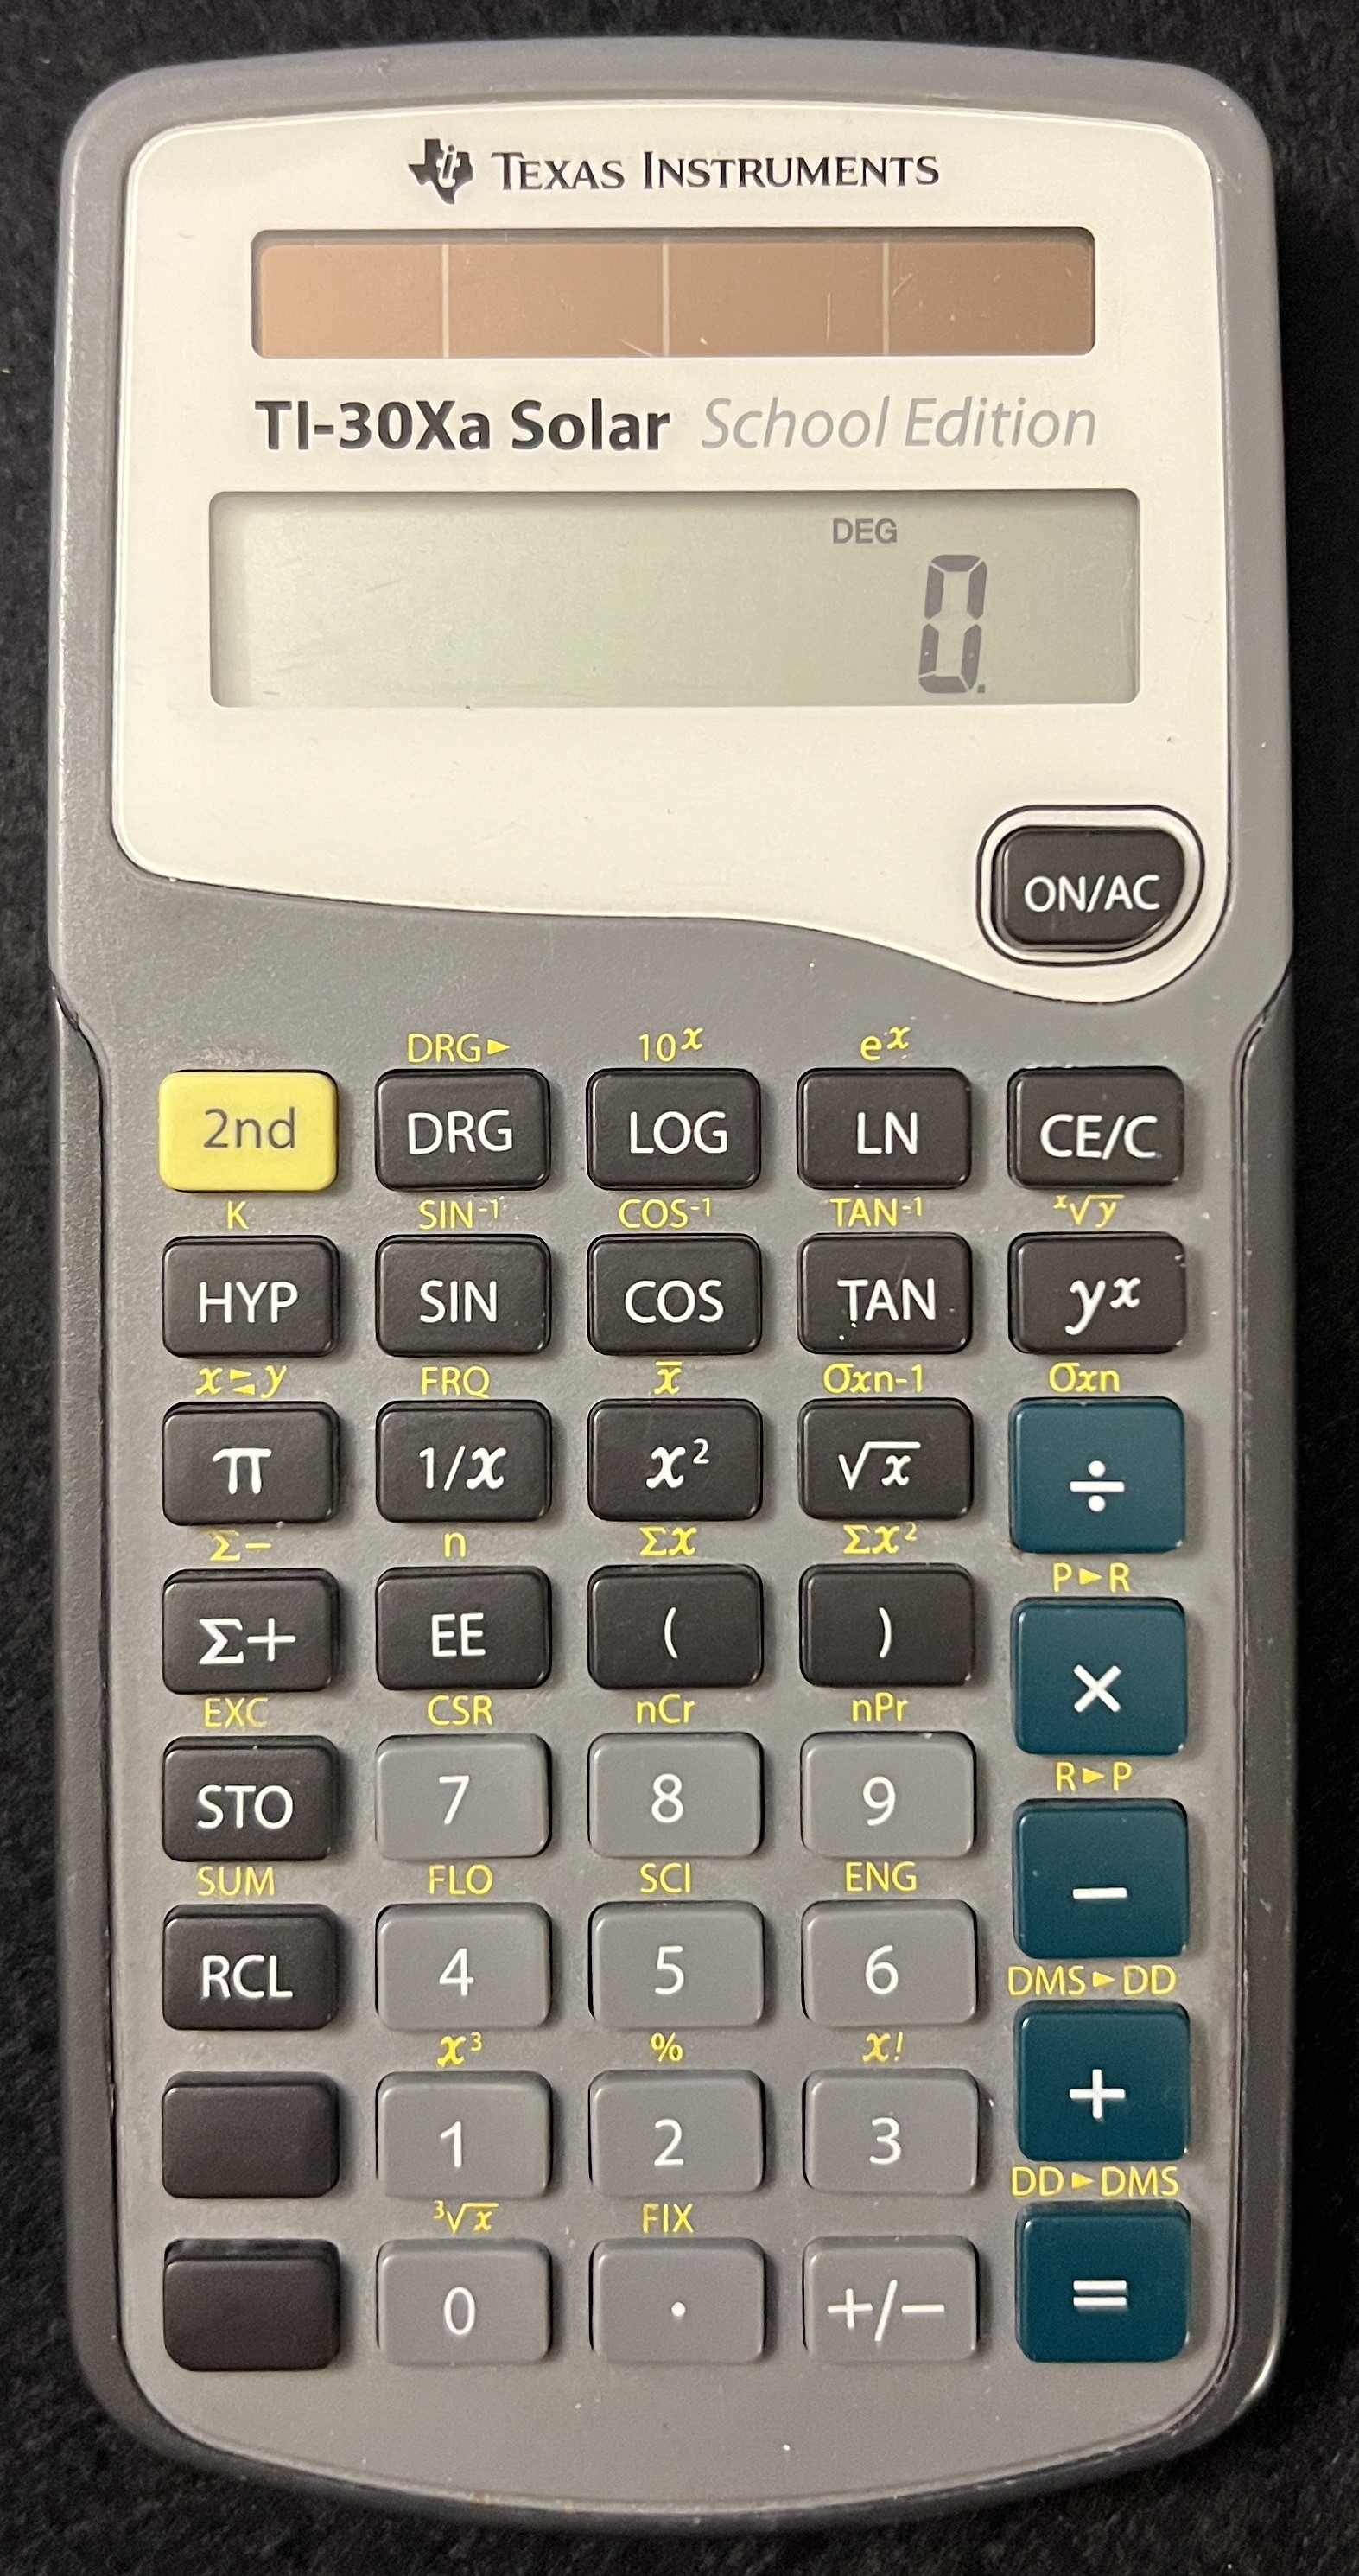 TEXAS INSTRUMENTS
TI-30Xa Solar School Edition
DEG
0.
ON/AC
DRG► 10ˣ eˣ
2nd DRG LOG LN CE/C
K SIN⁻¹ COS⁻¹ TAN⁻¹ ˣ√y
HYP SIN COS TAN yˣ
x⇄y FRQ x̅ σxn-1 σxn
π 1/x x² √x ÷
Σ− n Σx Σx² P►R
Σ+ EE ( ) ×
EXC CSR nCr nPr R►P
STO 7 8 9 −
SUM FLO SCI ENG DMS►DD
RCL 4 5 6 +
x³ % x! DD►DMS
1 2 3 =
³√x FIX
0 . +/−